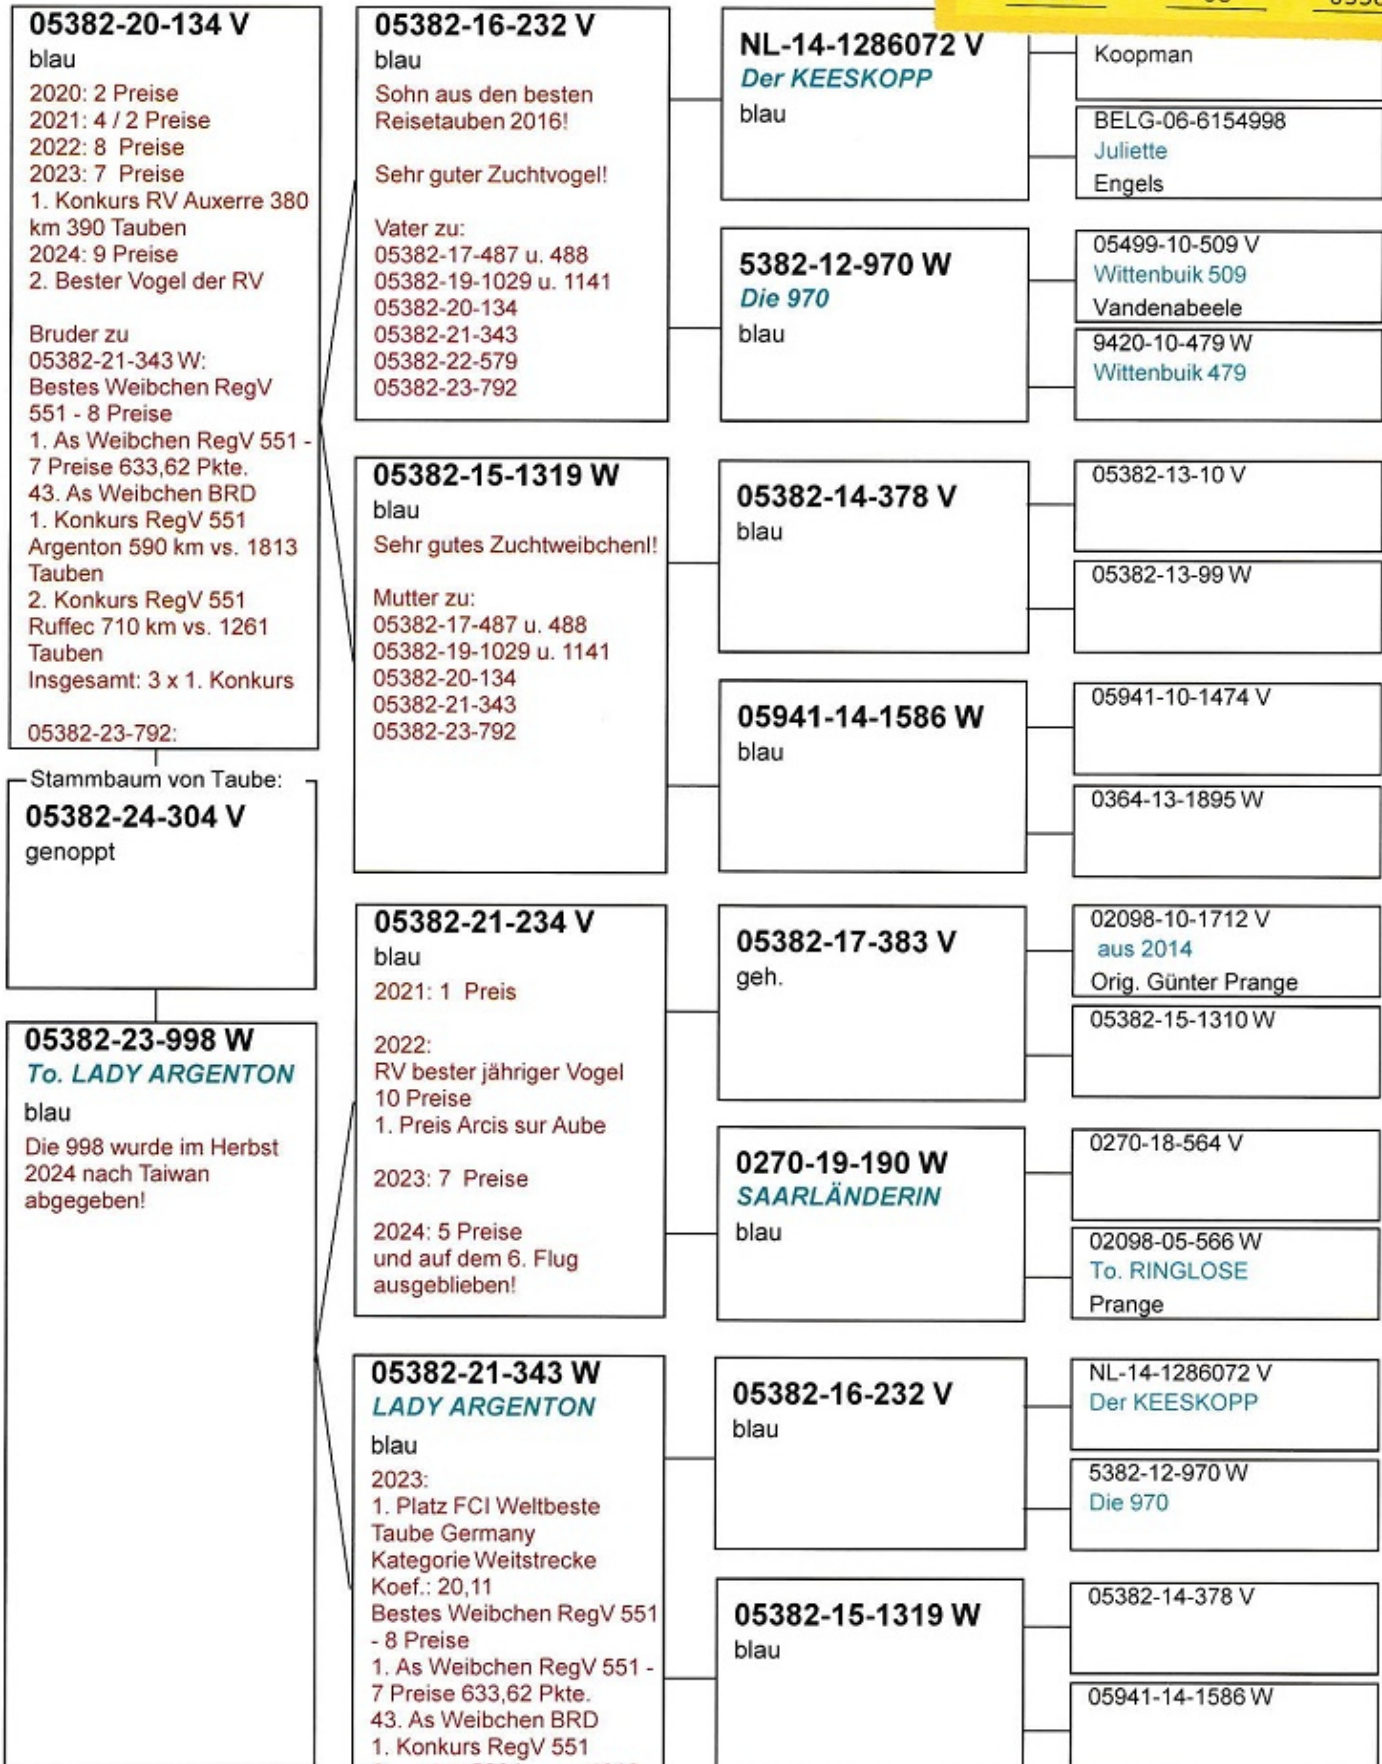 05382-20-134 V
blau
2020: 2 Preise
2021: 4 / 2 Preise
2022: 8 Preise
2023: 7 Preise
1. Konkurs RV Auxerre 380
km 390 Tauben
2024: 9 Preise
2. Bester Vogel der RV
Bruder zu
05382-21-343 W:
Bestes Weibchen RegV
551 - 8 Preise
1. As Weibchen RegV 551 -
7 Preise 633,62 Pkte.
43. As Weibchen BRD
1. Konkurs RegV 551
Argenton 590 km vs. 1813
Tauben
2. Konkurs RegV 551
Ruffec 710 km vs. 1261
Tauben
Insgesamt: 3 x 1. Konkurs
05382-23-792:
Stammbaum von Taube:
05382-24-304 V
genoppt
05382-23-998 W
To. LADY ARGENTON
blau
Die 998 wurde im Herbst
2024 nach Taiwan
abgegeben!
05382-16-232 V
blau
Sohn aus den besten
Reisetauben 2016!
Sehr guter Zuchtvogel!
Vater zu:
05382-17-487 u. 488
05382-19-1029 u. 1141
05382-20-134
05382-21-343
05382-22-579
05382-23-792
05382-15-1319 W
blau
Sehr gutes Zuchtweibchenl!
Mutter zu:
05382-17-487 u. 488
05382-19-1029 u. 1141
05382-20-134
05382-21-343
05382-23-792
05382-21-234 V
blau
2021: 1 Preis
2022:
RV bester jähriger Vogel
10 Preise
1. Preis Arcis sur Aube
2023: 7 Preise
2024: 5 Preise
und auf dem 6. Flug
ausgeblieben!
05382-21-343 W
LADY ARGENTON
blau
2023:
1. Platz FCI Weltbeste
Taube Germany
Kategorie Weitstrecke
Koef.: 20,11
Bestes Weibchen RegV 551
- 8 Preise
1. As Weibchen RegV 551 -
7 Preise 633,62 Pkte.
43. As Weibchen BRD
1. Konkurs RegV 551
NL-14-1286072 V
Der KEESKOPP
blau
5382-12-970 W
Die 970
blau
05382-14-378 V
blau
05941-14-1586 W
blau
05382-17-383 V
geh.
0270-19-190 W
SAARLÄNDERIN
blau
05382-16-232 V
blau
05382-15-1319 W
blau
Koopman
BELG-06-6154998
Juliette
Engels
05499-10-509 V
Wittenbuik 509
Vandenabeele
9420-10-479 W
Wittenbuik 479
05382-13-10 V
05382-13-99 W
05941-10-1474 V
0364-13-1895 W
02098-10-1712 V
aus 2014
Orig. Günter Prange
05382-15-1310 W
0270-18-564 V
02098-05-566 W
To. RINGLOSE
Prange
NL-14-1286072 V
Der KEESKOPP
5382-12-970 W
Die 970
05382-14-378 V
05941-14-1586 W